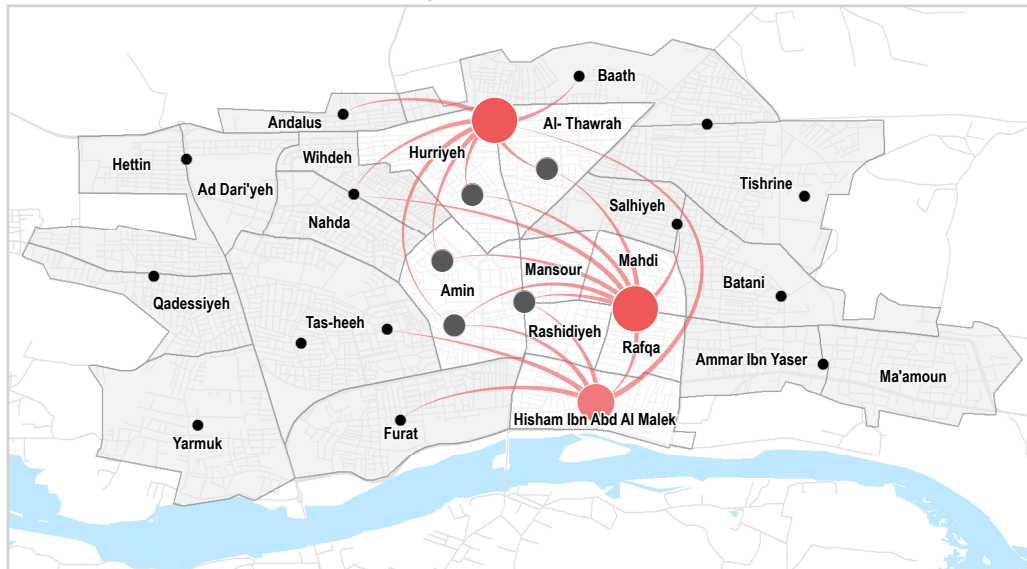 Baath
Andalus
Al- Thawrah
Hurriyeh
Wihdeh
Hettin
Ad Dari'yeh
Tishrine
Salhiyeh
Nahda
Mahdi
Mansour
Batani
Amin
Qadessiyeh
Tas-heeh
Rashidiyeh
Rafqa
Ammar Ibn Yaser
Ma'amoun
Hisham Ibn Abd Al Malek
Furat
Yarmuk